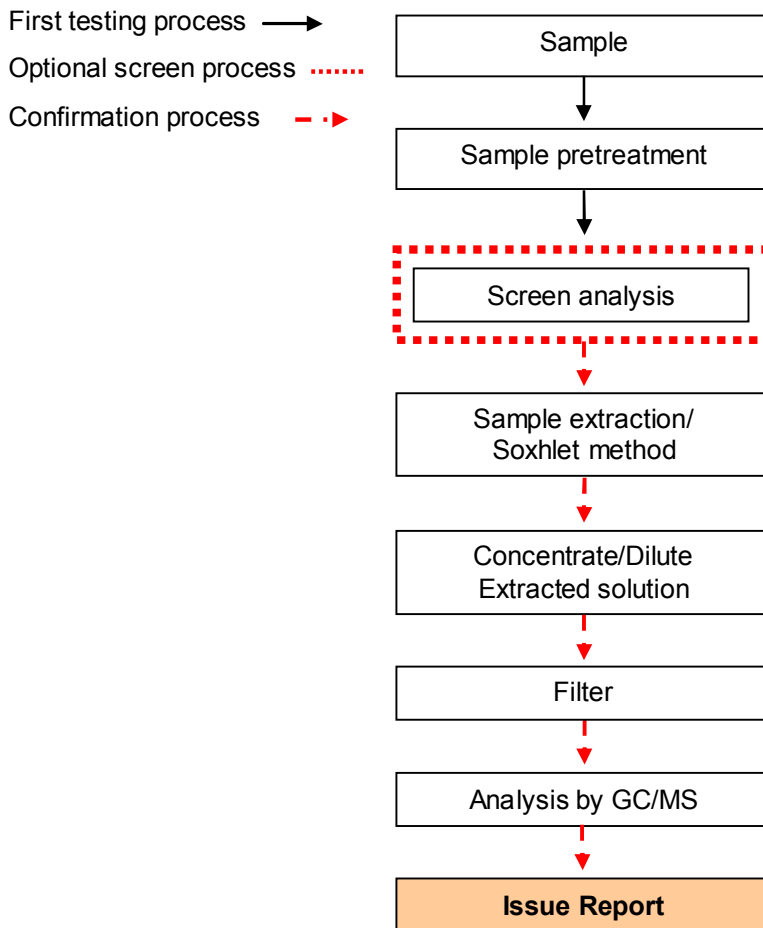 First testing process
Optional screen process
Confirmation process
Sample
Sample pretreatment
Screen analysis
Sample extraction/
Soxhlet method
Concentrate/Dilute
Extracted solution
Filter
Analysis by GC/MS
Issue Report